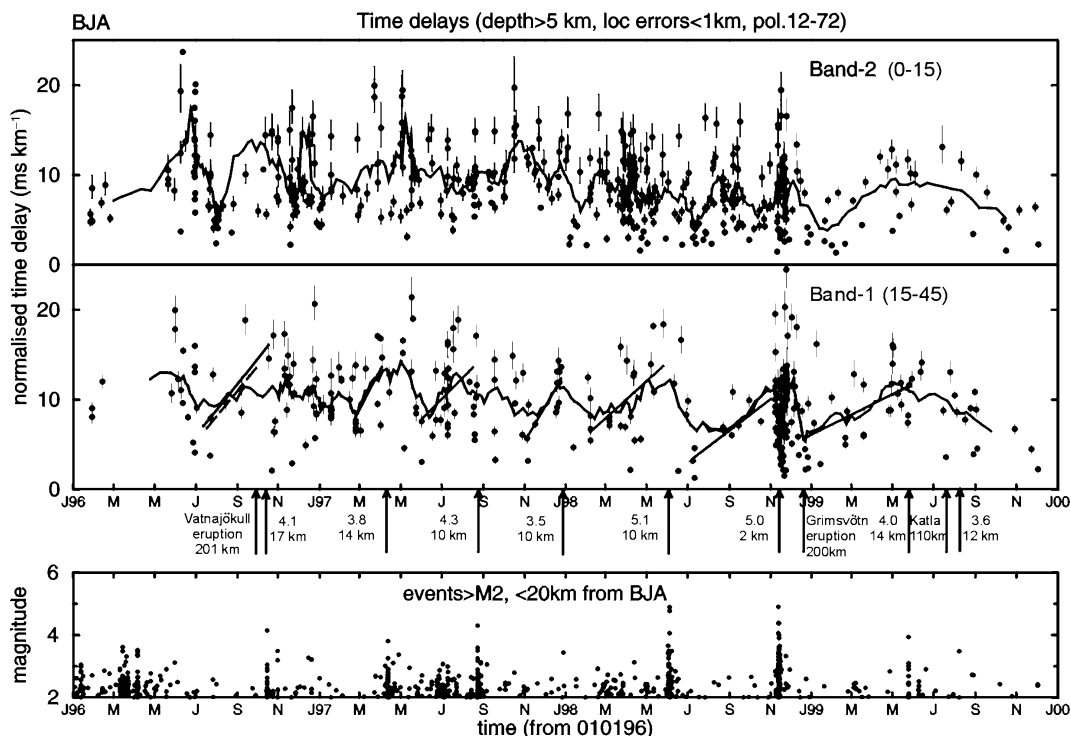 BJA
Time delays (depth>5 km, loc errors<1km, pol.12-72)
normalised time delay (ms km⁻¹)
20
10
0
Band-2 (0-15)
20
10
0
Band-1 (15-45)
J96 M M J S N J97 M M J S N J98 M M J S N J99 M M J S N J00
Vatnajökull
eruption
201 km
4.1
17 km
3.8
14 km
4.3
10 km
3.5
10 km
5.1
10 km
5.0
2 km
Grimsvötn
eruption
200km
4.0
14 km
Katla
110km
3.6
12 km
magnitude
6
4
2
events>M2, <20km from BJA
J96 M M J S N J97 M M J S N J98 M M J S N J99 M M J S N J00
time (from 010196)